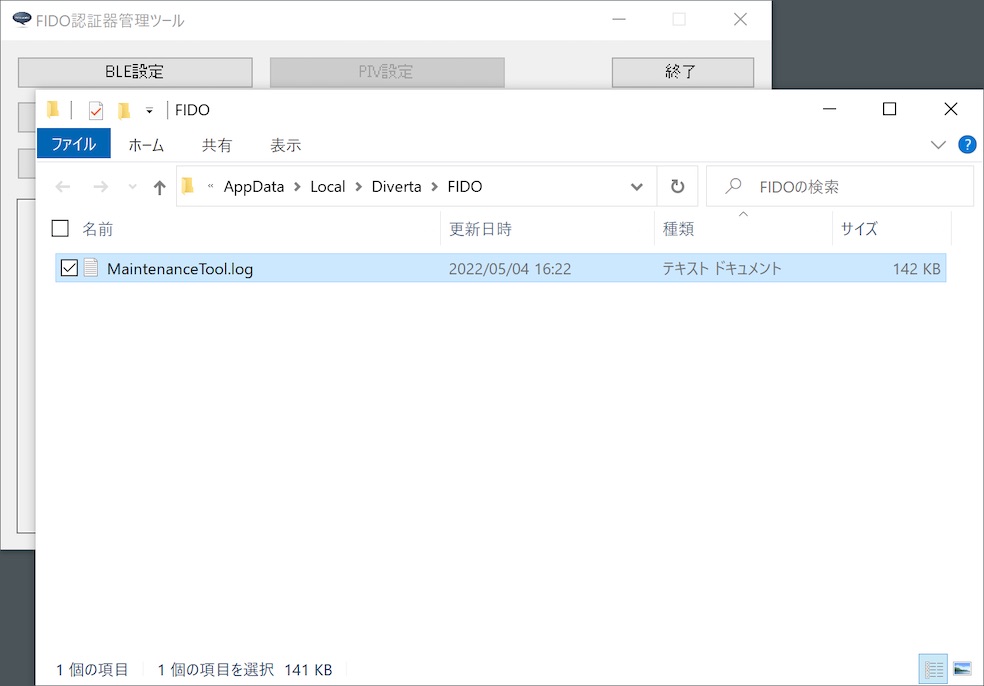 FIDO認証器管理ツール
BLE設定
PIV設定
終了
FIDO
ファイル
ホーム
共有
表示
?
« AppData > Local > Diverta > FIDO
FIDOの検索
名前
更新日時
種類
サイズ
MaintenanceTool.log
2022/05/04 16:22
テキスト ドキュメント
142 KB
1 個の項目
1 個の項目を選択 141 KB